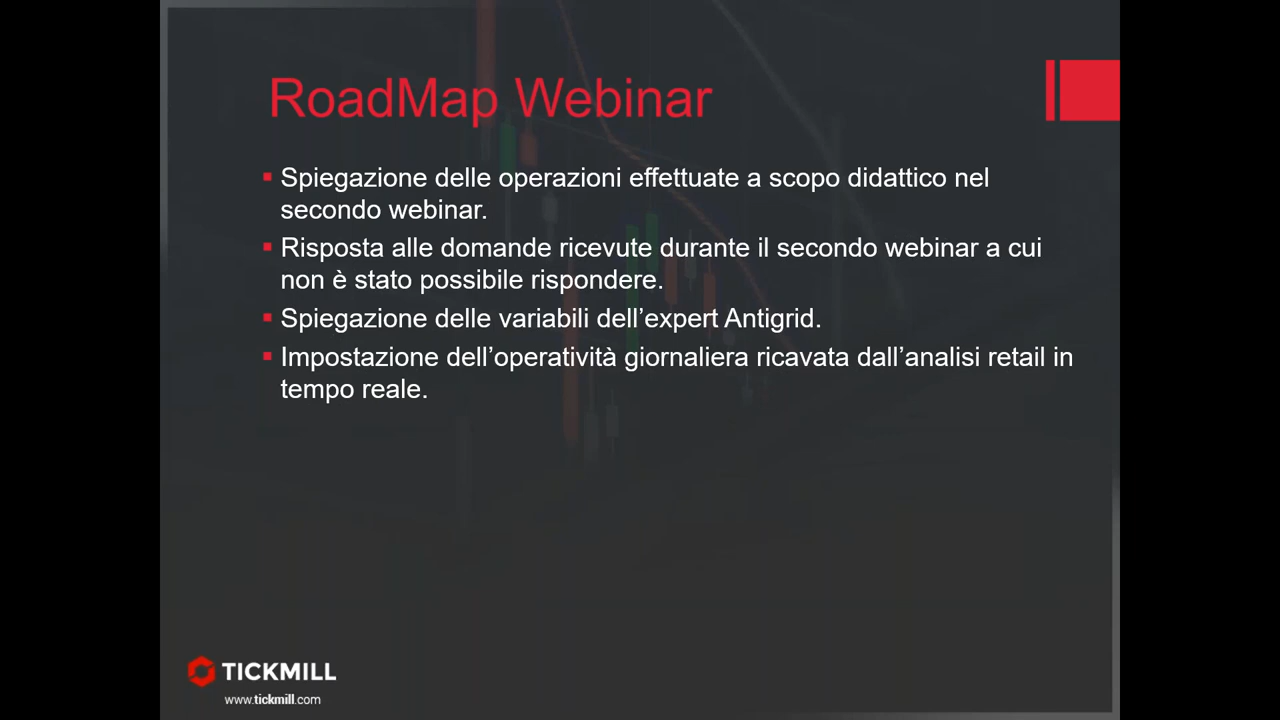 RoadMap Webinar
Spiegazione delle operazioni effettuate a scopo didattico nel
secondo webinar.
Risposta alle domande ricevute durante il secondo webinar a cui
non è stato possibile rispondere.
Spiegazione delle variabili dell’expert Antigrid.
Impostazione dell’operatività giornaliera ricavata dall’analisi retail in
tempo reale.
TICKMILL
www.tickmill.com